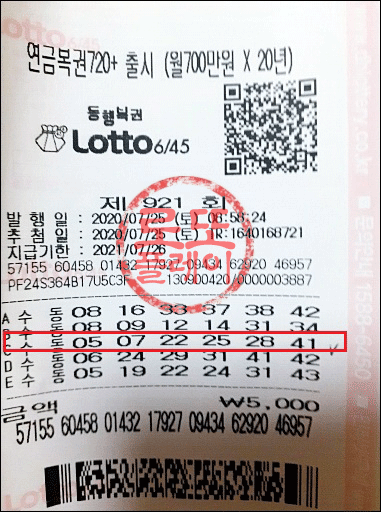 연금복권720+ 출시 (월700만원 X 20년)
동행복권
Lotto 6/45
제 921 회
발 행 일 : 2020/07/25 (토) 08:58:24
추 첨 일 : 2020/07/25 (토) TR:1640168721
지급기한 : 2021/07/26
57155 60458 01432 17927 09434 62920 46957
PF24S364B17U5C3F 130900420/0000003887
로또
플레이
A 수 동 08 16 33 37 38 42
B 수 동 08 09 12 14 31 34
C 수 동 05 07 22 25 28 41
D 수 동 06 24 29 31 41 42
E 수 동 05 19 22 24 31 43
금액 ₩5,000
57155 60458 01432 17927 09434 62920 46957